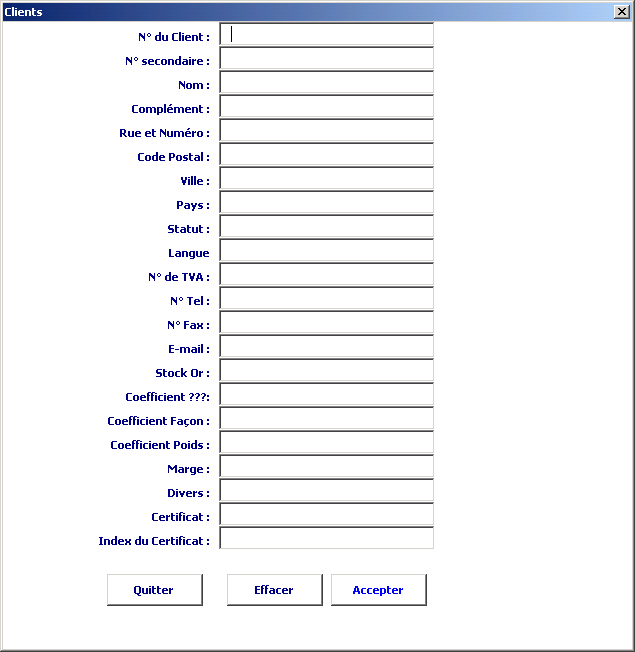 Clients
N° du Client :
N° secondaire :
Nom :
Complément :
Rue et Numéro :
Code Postal :
Ville :
Pays :
Statut :
Langue
N° de TVA :
N° Tel :
N° Fax :
E-mail :
Stock Or :
Coefficient ???:
Coefficient Façon :
Coefficient Poids :
Marge :
Divers :
Certificat :
Index du Certificat :
Quitter Effacer Accepter